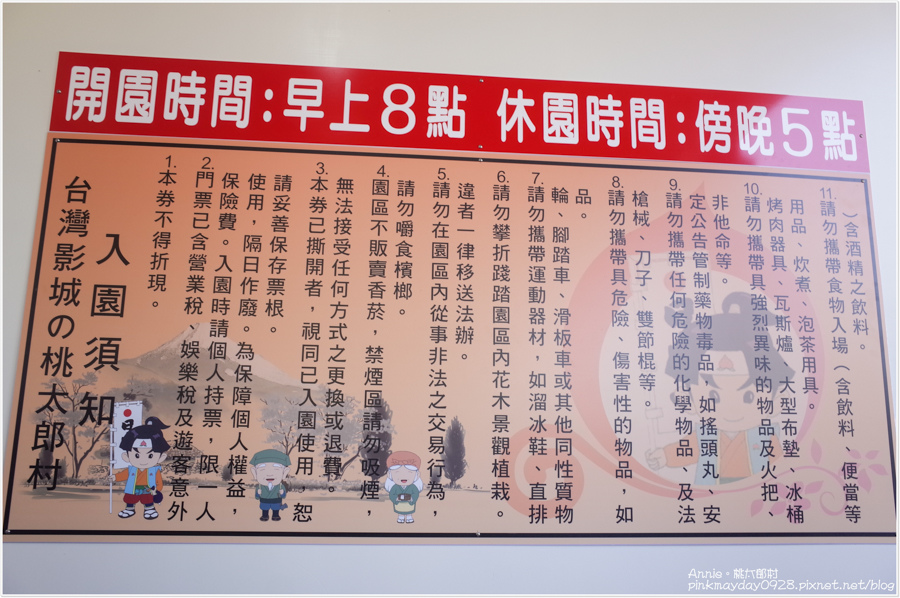 開園時間：早上8點 休園時間：傍晚5點
台灣影城の桃太郎村
入園須知
1.本券不得折現。
2.門票已含營業稅、娛樂稅及遊客意外
保險費。入園時請個人持票，限一人
使用，隔日作廢。為保障個人權益，
請妥善保存票根。
3.本券已撕開者，視同已入園使用，恕
無法接受任何方式之更換或退費。
4.園區不販賣香菸，禁煙區請勿吸煙，
請勿嚼食檳榔。
5.請勿在園區內從事非法之交易行為，
違者一律移送法辦。
6.請勿攀折踐踏園區內花木景觀植栽。
7.請勿攜帶運動器材，如溜冰鞋、直排
輪、腳踏車、滑板車或其他同性質物
品。
8.請勿攜帶具危險、傷害性的物品，如
槍械、刀子、雙節棍等。
9.請勿攜帶任何危險的化學物品、及法
定公告管制藥物毒品，如搖頭丸、安
非他命等。
10.請勿攜帶具強烈異味的物品及火把、
烤肉器具、瓦斯爐、大型布墊、冰桶
用品、炊煮、泡茶用具。
11.請勿攜帶食物入場（含飲料、便當等
）含酒精之飲料。
Annie。桃太郎村
pinkmayday0928.pixnet.net/blog